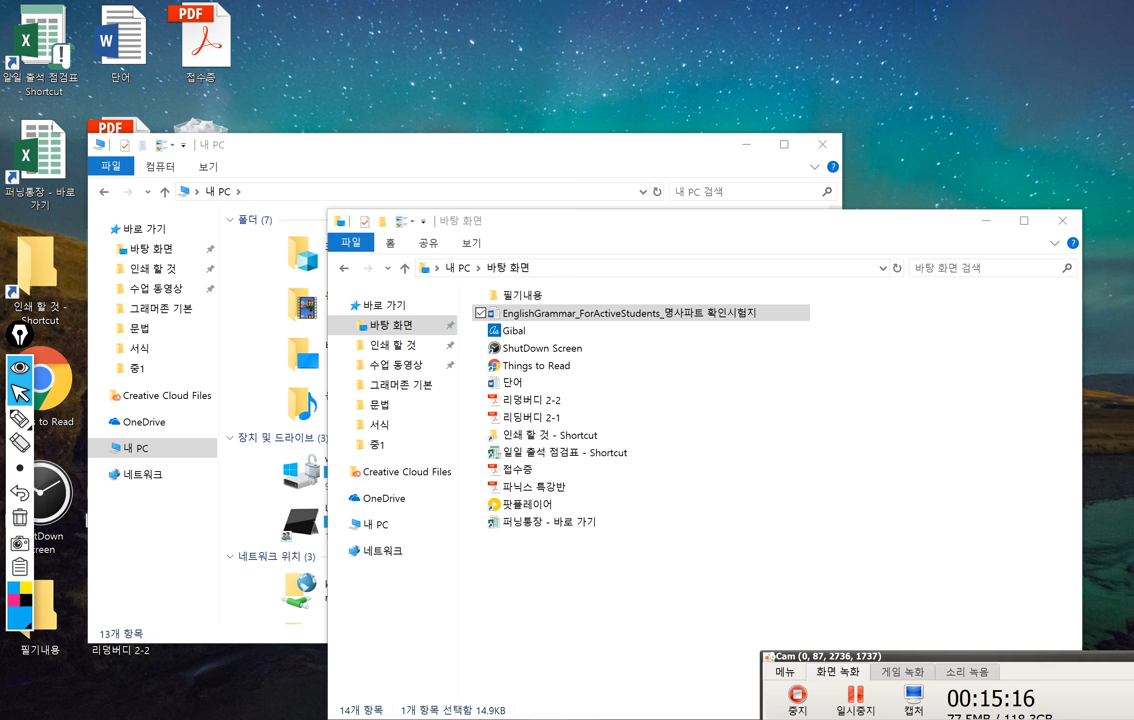 일일 출석 점검표
- Shortcut
단어
PDF
접수증
PDF
퍼닝통장 - 바로
가기
인쇄 할 것 -
Shortcut
to Read
필기내용
리덩버디 2-2
내 PC
파일
컴퓨터
보기
내 PC
내 PC 검색
바로 가기
바탕 화면
인쇄 할 것
수업 동영상
그래머존 기본
문법
서식
중1
Creative Cloud Files
OneDrive
내 PC
네트워크
폴더 (7)
장치 및 드라이브 (3)
네트워크 위치 (3)
13개 항목
바탕 화면
파일
홈
공유
보기
내 PC
바탕 화면
바탕 화면 검색
바로 가기
바탕 화면
인쇄 할 것
수업 동영상
그래머존 기본
문법
서식
중1
Creative Cloud Files
OneDrive
내 PC
네트워크
필기내용
EnglishGrammar_ForActiveStudents_명사파트 확인시험지
Gibal
ShutDown Screen
Things to Read
단어
리덩버디 2-2
리딩버디 2-1
인쇄 할 것 - Shortcut
일일 출석 점검표 - Shortcut
접수증
파닉스 특강반
팟플레이어
퍼닝통장 - 바로 가기
14개 항목
1개 항목 선택함 14.9KB
oCam (0, 87, 2736, 1737)
메뉴
화면 녹화
게임 녹화
소리 녹음
중지
일시중지
캡처
00:15:16
77.5MB / 118.3GB